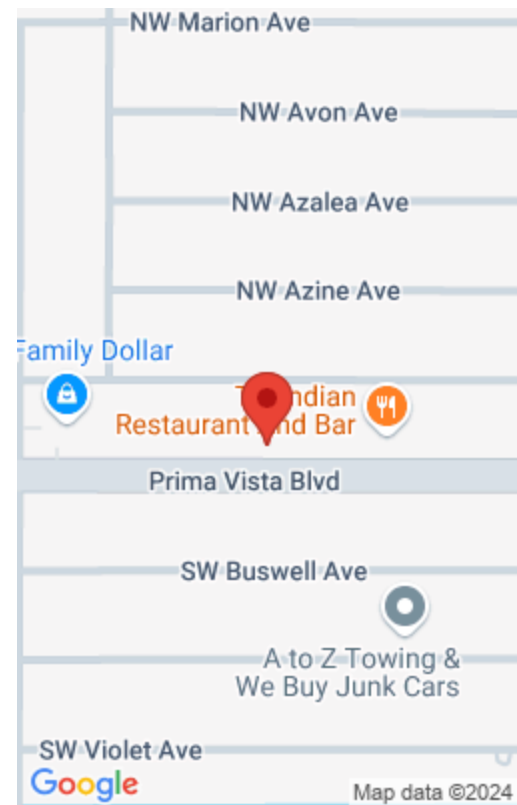 NW Marion Ave
NW Avon Ave
NW Azalea Ave
NW Azine Ave
Family Dollar
Restaurant
Bar
Prima Vista Blvd
SW Buswell Ave
A to Z Towing &
We Buy Junk Cars
SW Violet Ave
Google
Map data ©2024